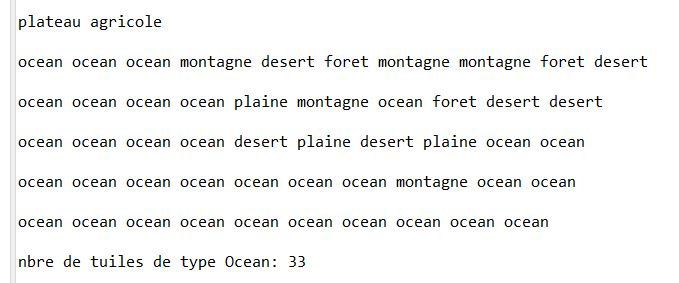 plateau agricole
ocean ocean ocean montagne desert foret montagne montagne foret desert
ocean ocean ocean ocean plaine montagne ocean foret desert desert
ocean ocean ocean ocean desert plaine desert plaine ocean ocean
ocean ocean ocean ocean ocean ocean ocean montagne ocean ocean
ocean ocean ocean ocean ocean ocean ocean ocean ocean ocean
nbre de tuiles de type Ocean: 33